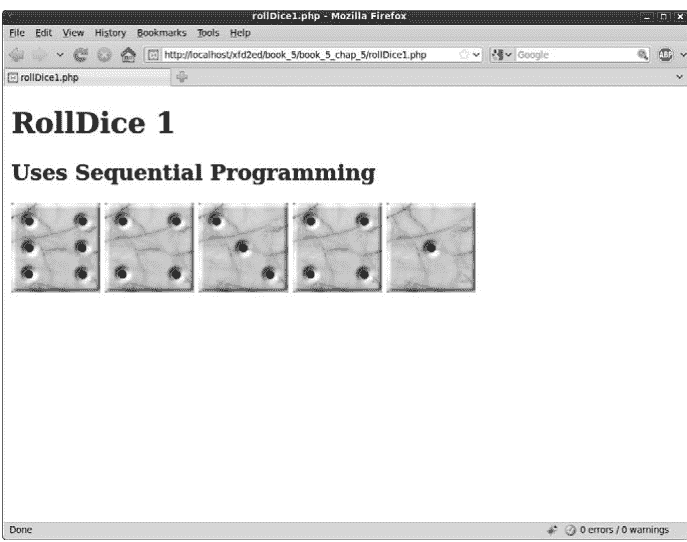 rollDice1.php - Mozilla Firefox
File Edit View History Bookmarks Tools Help
http://localhost/xfd2ed/book_5/book_5_chap_5/rollDice1.php
Google
ABP
rollDice1.php
RollDice 1
Uses Sequential Programming
Done
0 errors / 0 warnings